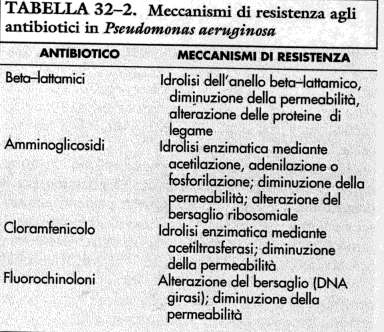 TABELLA 32–2. Meccanismi di resistenza agli
antibiotici in Pseudomonas aeruginosa
ANTIBIOTICO MECCANISMI DI RESISTENZA
Beta–lattamici Idrolisi dell'anello beta–lattamico,
diminuzione della permeabilità,
alterazione delle proteine di
legame
Amminoglicosidi Idrolisi enzimatica mediante
acetilazione, adenilazione o
fosforilazione; diminuzione della
permeabilità; alterazione del
bersaglio ribosomiale
Cloramfenicolo Idrolisi enzimatica mediante
acetiltrasferasi; diminuzione
della permeabilità
Fluorochinoloni Alterazione del bersaglio (DNA
girasi); diminuzione della
permeabilità